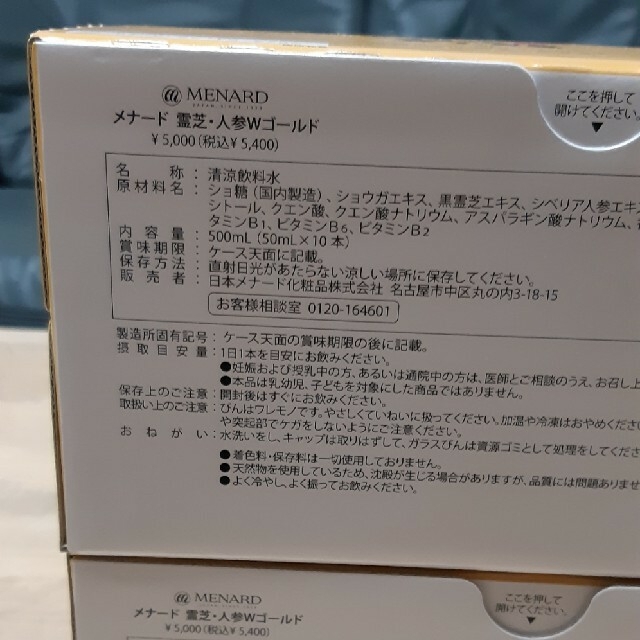 MENARD
メナード 霊芝・人参Wゴールド
¥5,000(税込¥5,400)
ここを押して
開けてください。
▼
名称：清涼飲料水
原材料名：ショ糖(国内製造)、ショウガエキス、黒霊芝エキス、シベリア人参エキス
シトール、クエン酸、クエン酸ナトリウム、アスパラギン酸ナトリウム、
タミンB1、ビタミンB6、ビタミンB2
内容量：500mL(50mL×10本)
賞味期限：ケース天面に記載。
保存方法：直射日光があたらない涼しい場所に保存してください。
販売者：日本メナード化粧品株式会社 名古屋市中区丸の内3-18-15
お客様相談室 0120-164601
製造所固有記号：ケース天面の賞味期限の後に記載。
摂取目安量：1日1本を目安にお飲みください。
●妊娠および授乳中の方、あるいは通院中の方は、医師とご相談のうえ、お召し上
●本品は乳幼児、子どもを対象にした商品ではありません。
保存上のご注意：開封後はすぐにお飲みください。
取扱い上のご注意：びんはワレモノです。やさしくていねいに扱ってください。加温や冷凍はおやめくださ
や突起部でケガをしないようにご注意ください。
おねがい：水洗いをし、キャップは取りはずして、ガラスびんは資源ゴミとして処理をしてくださ
●着色料・保存料は一切使用しておりません。
●天然物を使用しているため、沈殿が生じる場合がありますが、品質には問題ありませ
●よく冷やし、よく振ってお飲みください。
MENARD
メナード 霊芝・人参Wゴールド
¥5,000(税込¥5,400)
ここを押して
開けてください。
▼